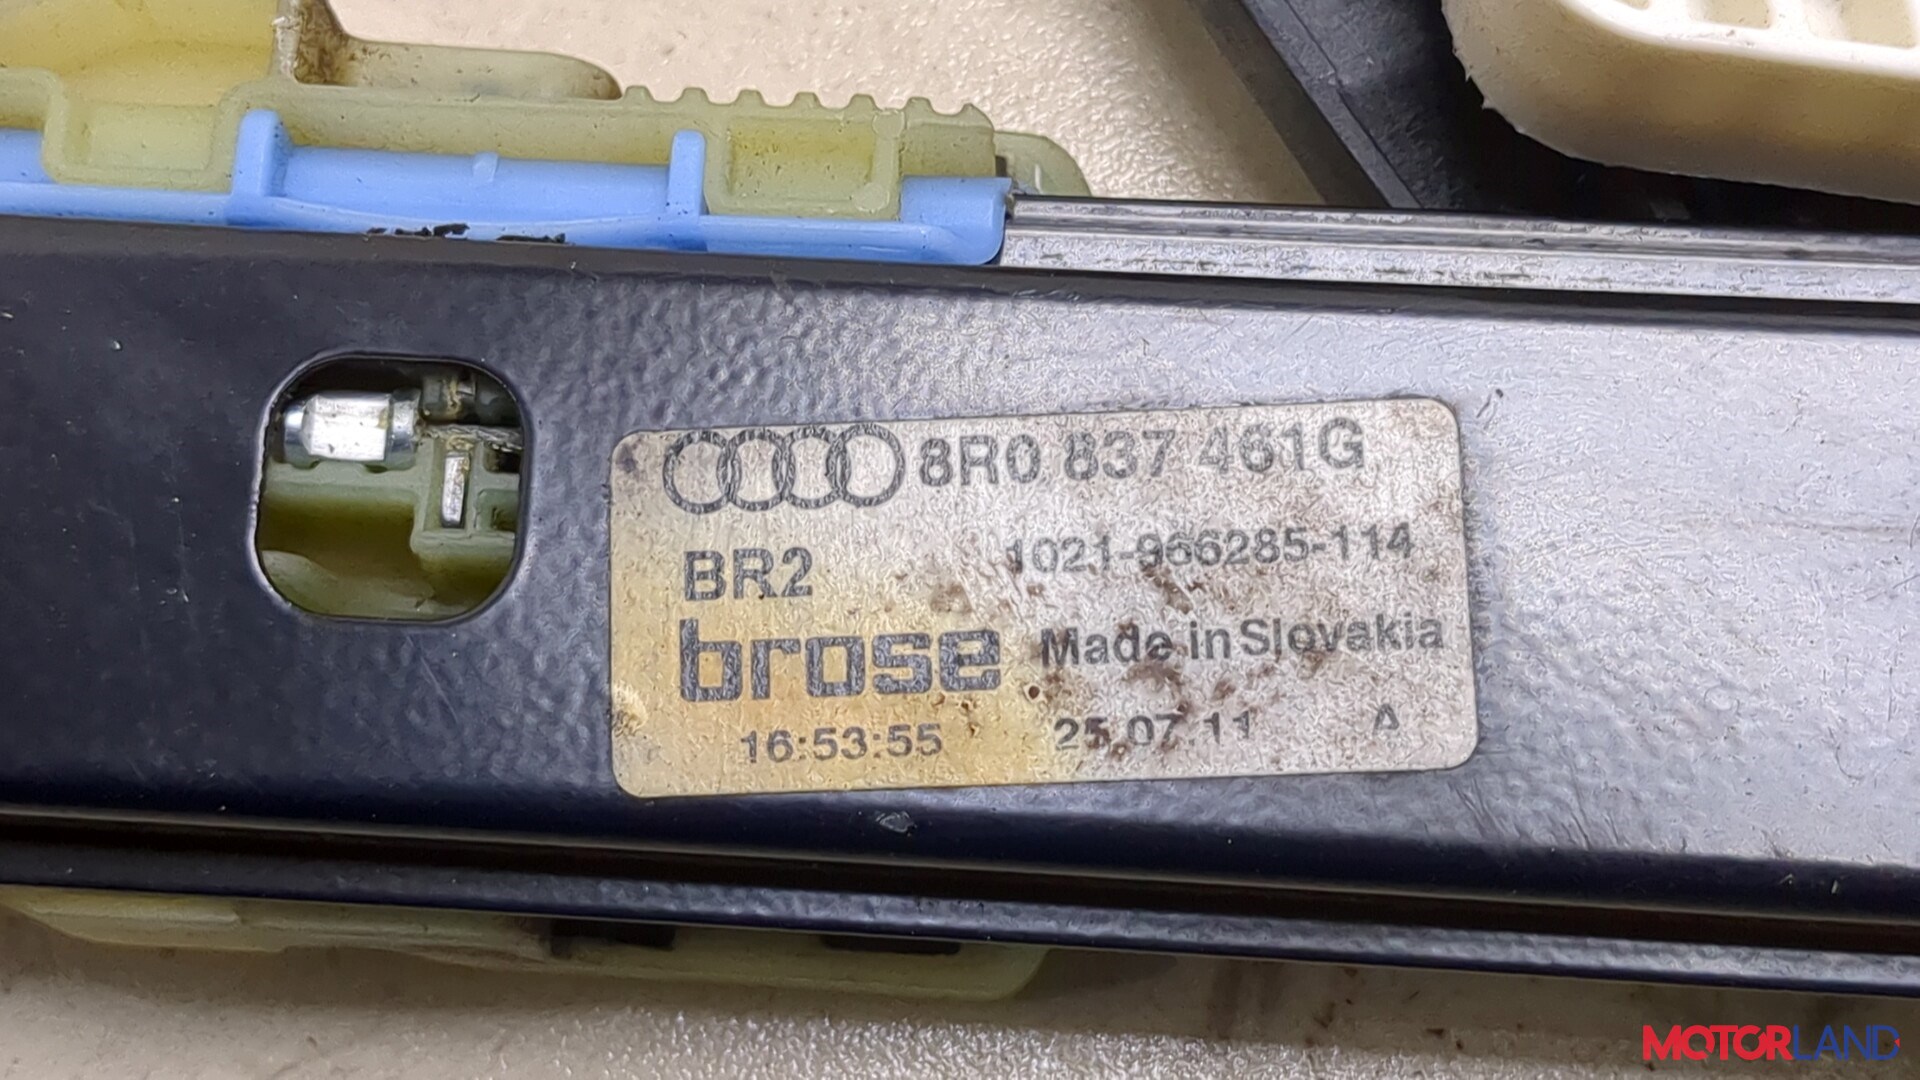 8R0 837 461G
BR2 1021-966285-114
brose Made in Slovakia
16:53:55 25.07.11 A
MOTORLAND